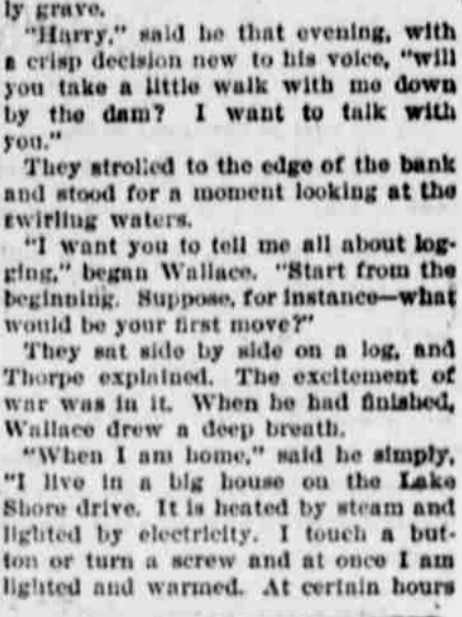 ly grave.
"Harry," said he that evening, with
a crisp decision new to his voice, "will
you take a little walk with me down
by the dam? I want to talk with
you."
They strolled to the edge of the bank
and stood for a moment looking at the
swirling waters.
"I want you to tell me all about log-
ging," began Wallace. "Start from the
beginning. Suppose, for instance—what
would be your first move?"
They sat side by side on a log, and
Thorpe explained. The excitement of
war was in it. When he had finished,
Wallace drew a deep breath.
"When I am home," said he simply,
"I live in a big house on the Lake
Shore drive. It is heated by steam and
lighted by electricity. I touch a but-
ton or turn a screw and at once I am
lighted and warmed. At certain hours